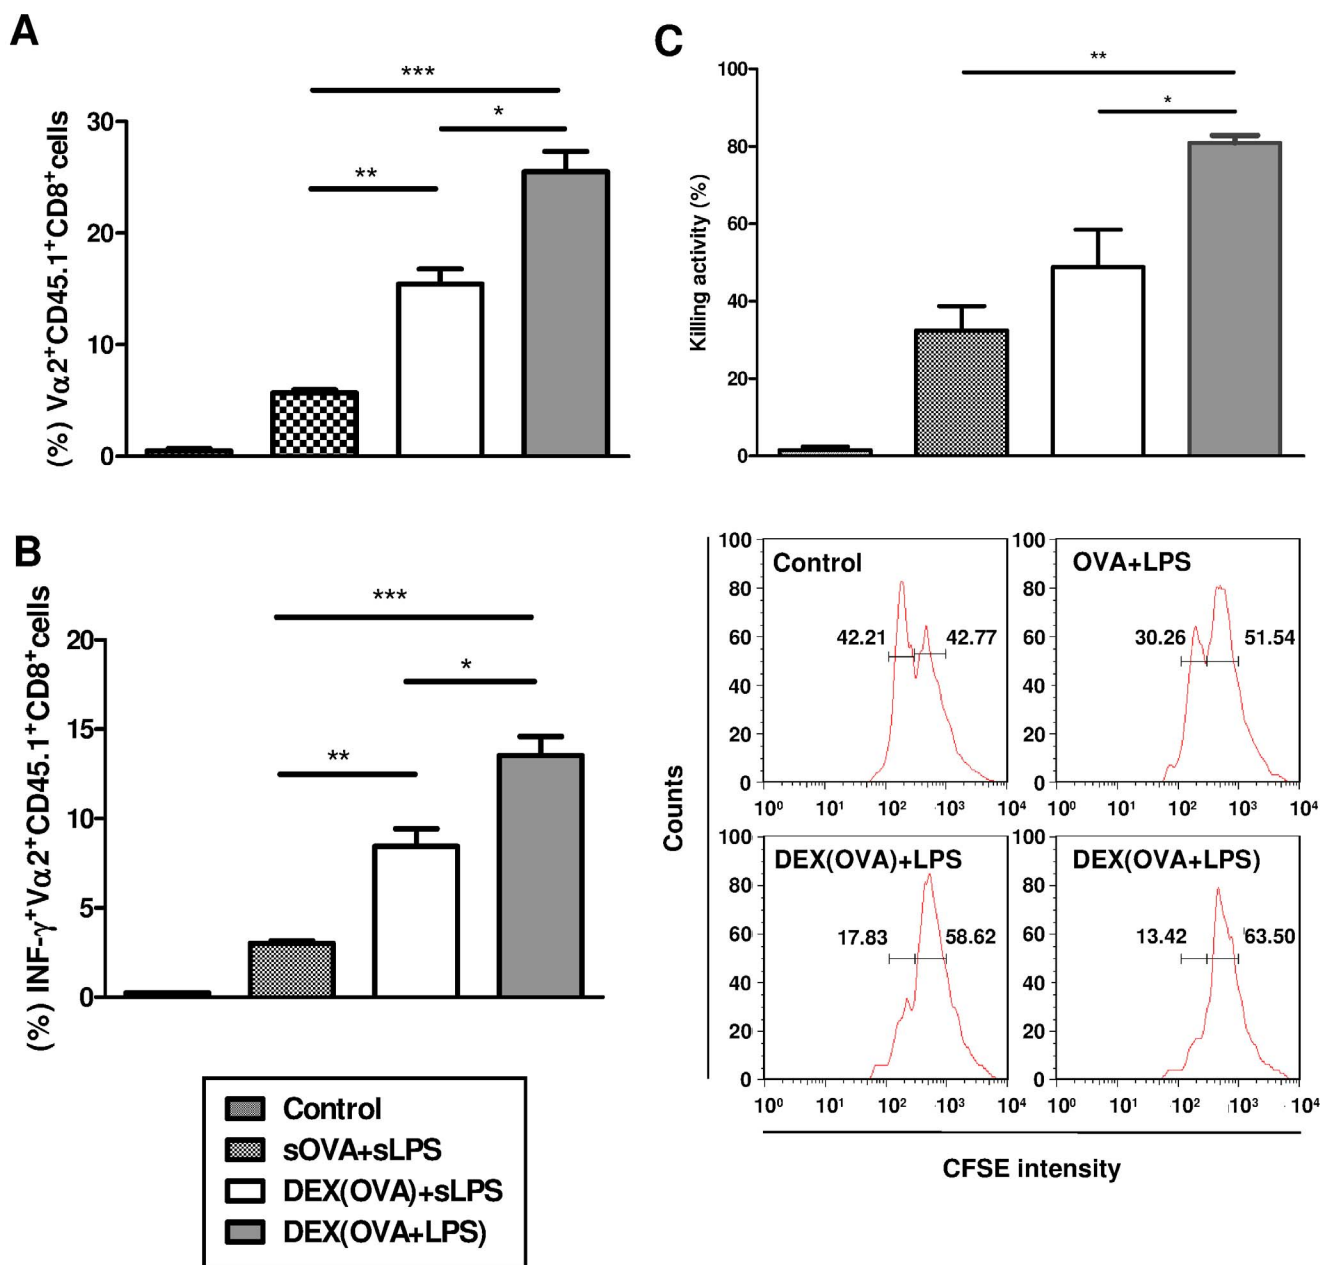 A
***
*
**
30
20
10
0
(%) Vα2⁺CD45.1⁺CD8⁺cells
B
***
*
**
20
15
10
5
0
(%) INF-γ⁺Vα2⁺CD45.1⁺CD8⁺cells
Control
sOVA+sLPS
DEX(OVA)+sLPS
DEX(OVA+LPS)
C
**
*
100
80
60
40
20
0
Killing activity (%)
Counts
100
80
60
40
20
0
Control
42.21 42.77
10⁰ 10¹ 10² 10³ 10⁴
100
80
60
40
20
0
OVA+LPS
30.26 51.54
10⁰ 10¹ 10² 10³ 10⁴
100
80
60
40
20
0
DEX(OVA)+LPS
17.83 58.62
10⁰ 10¹ 10² 10³ 10⁴
100
80
60
40
20
0
DEX(OVA+LPS)
13.42 63.50
10⁰ 10¹ 10² 10³ 10⁴
CFSE intensity